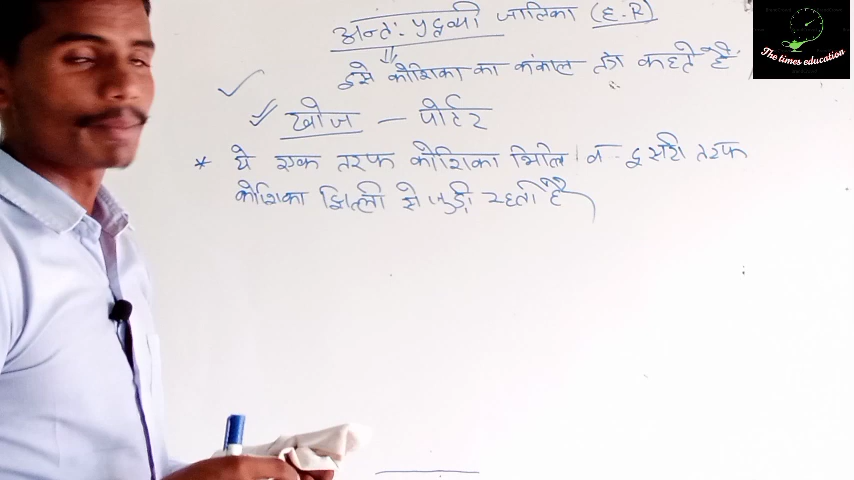 अन्तः प्रद्रव्यी जालिका (E.R)
इसे कोशिका का कंकाल तंत्र कहते हैं
खोज — पोर्टर
* ये एक तरफ कोशिका भित्ति व दूसरी तरफ
कोशिका झिल्ली से जुड़ी रहती है
The times education